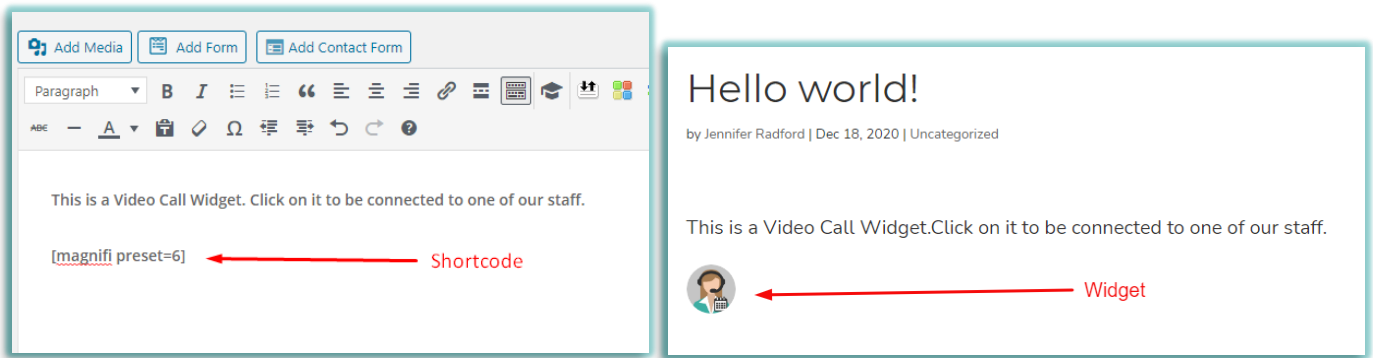 Add Media Add Form Add Contact Form
Paragraph B I
ABE A Ω
This is a Video Call Widget. Click on it to be connected to one of our staff.
[magnifi preset=6]
Shortcode
Hello world!
by Jennifer Radford | Dec 18, 2020 | Uncategorized
This is a Video Call Widget.Click on it to be connected to one of our staff.
Widget